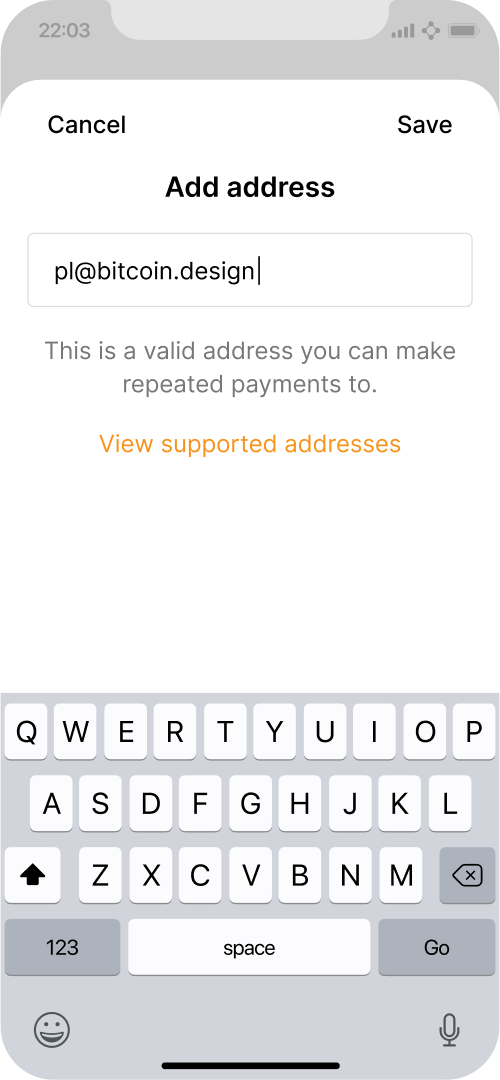 22:03
Cancel Save
Add address
pl@bitcoin.design
This is a valid address you can make
repeated payments to.
View supported addresses
Q W E R T Y U I O P
A S D F G H J K L
Z X C V B N M
123 space Go